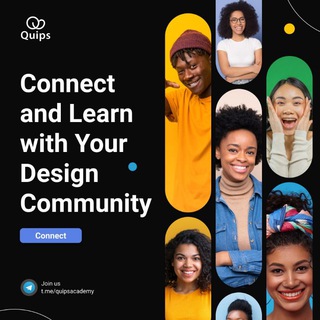 Quips
Connect
and Learn
with Your
Design
Community
Connect
Join us
t.me/quipsacademy